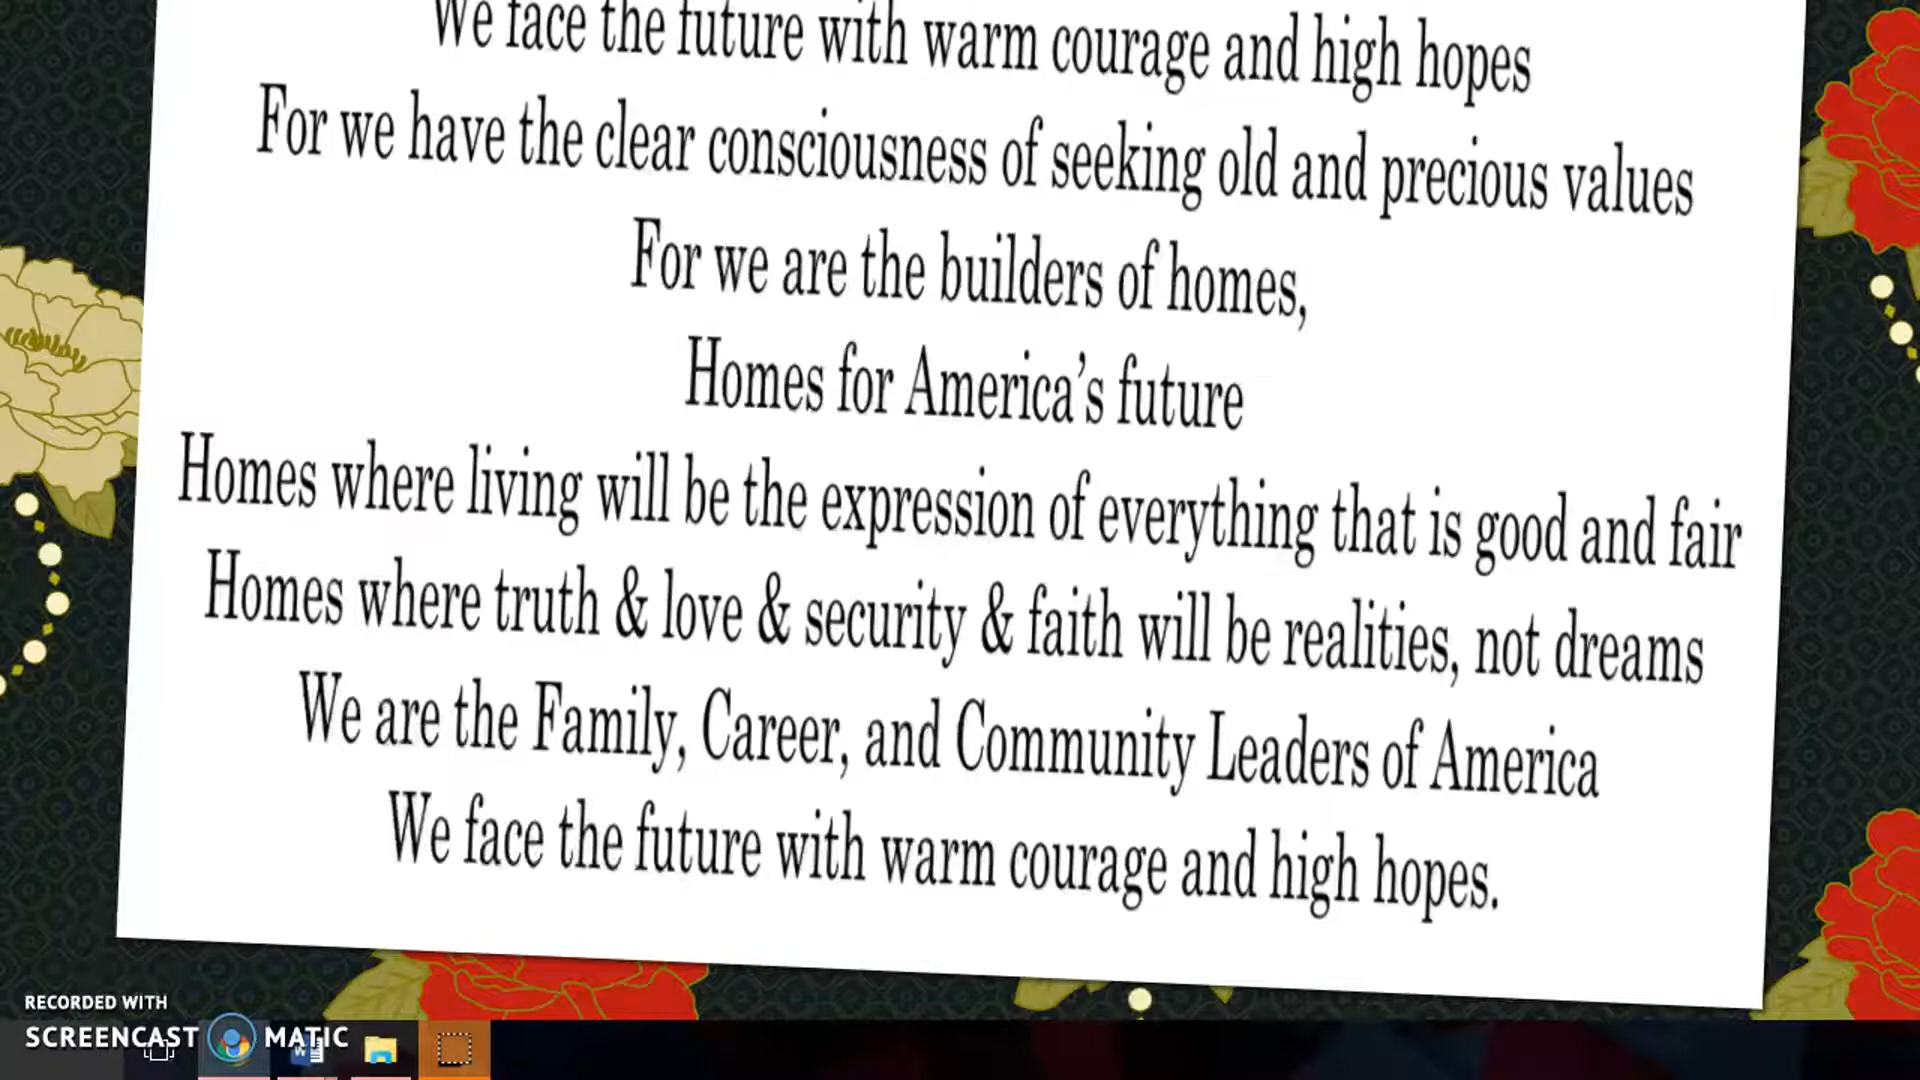 We face the future with warm courage and high hopes
For we have the clear consciousness of seeking old and precious values
For we are the builders of homes,
Homes for America’s future
Homes where living will be the expression of everything that is good and fair
Homes where truth & love & security & faith will be realities, not dreams
We are the Family, Career, and Community Leaders of America
We face the future with warm courage and high hopes.
RECORDED WITH
SCREENCAST MATIC
W